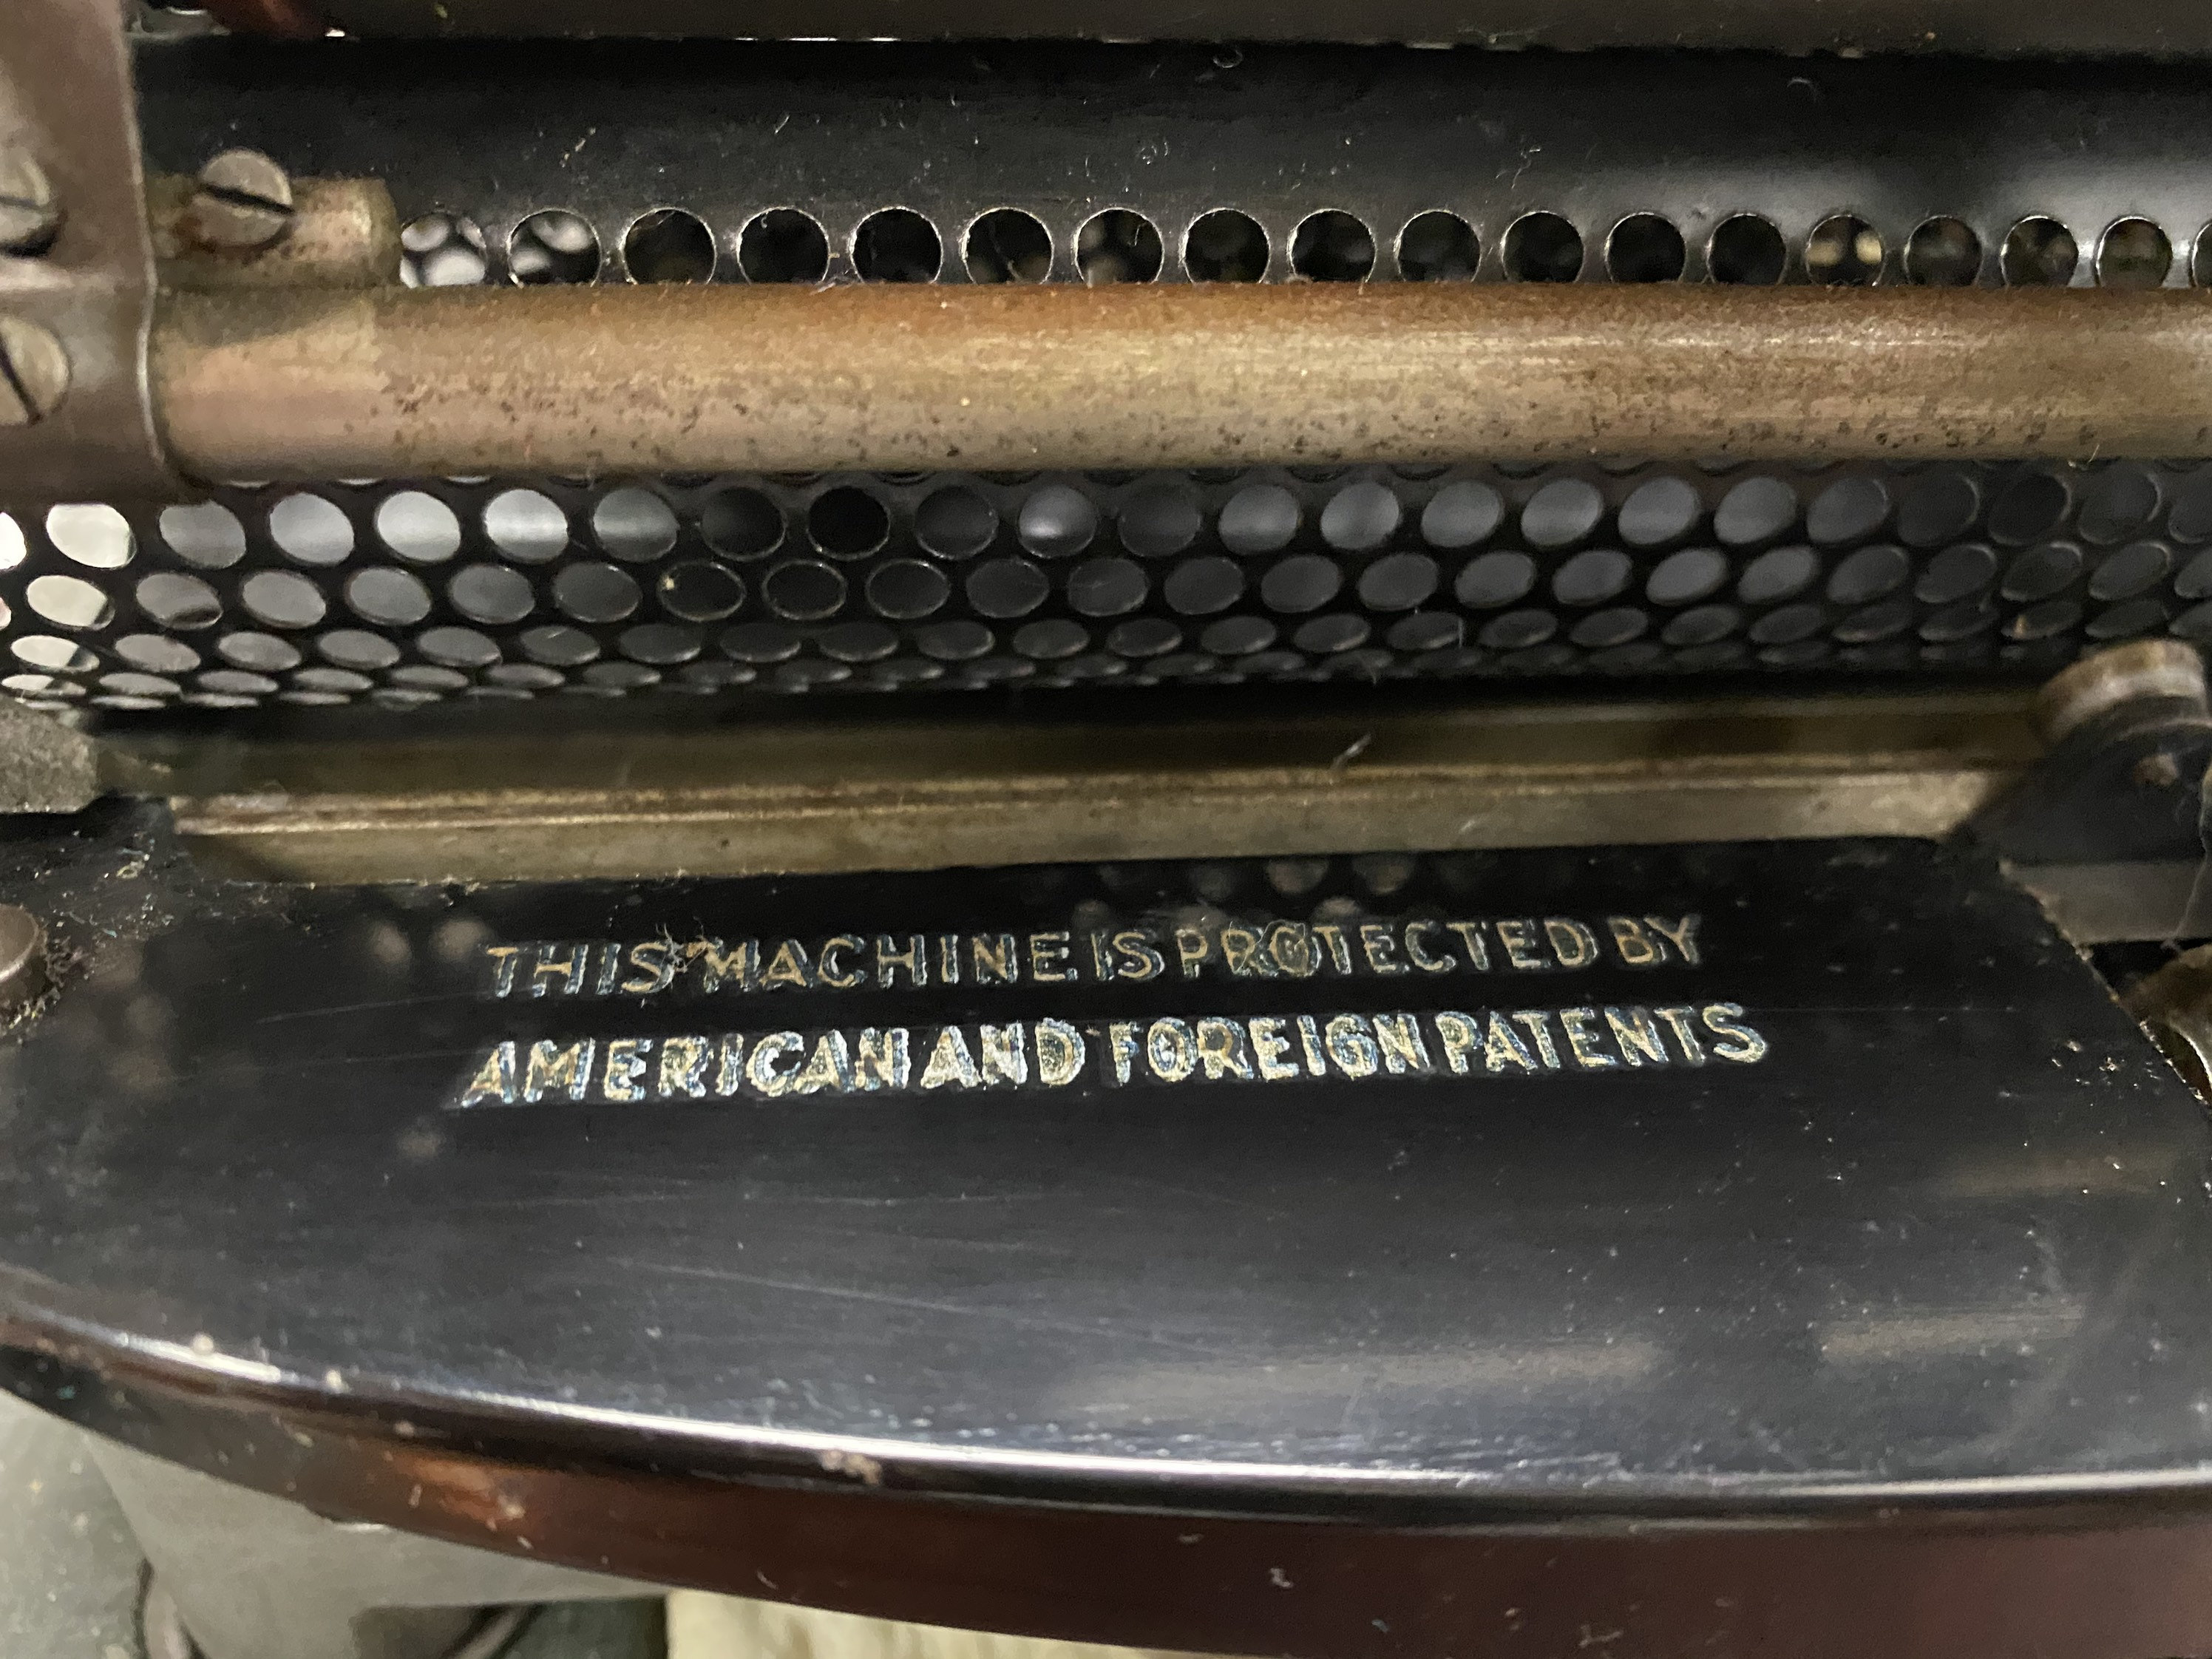 THIS MACHINE IS PROTECTED BY
AMERICAN AND FOREIGN PATENTS